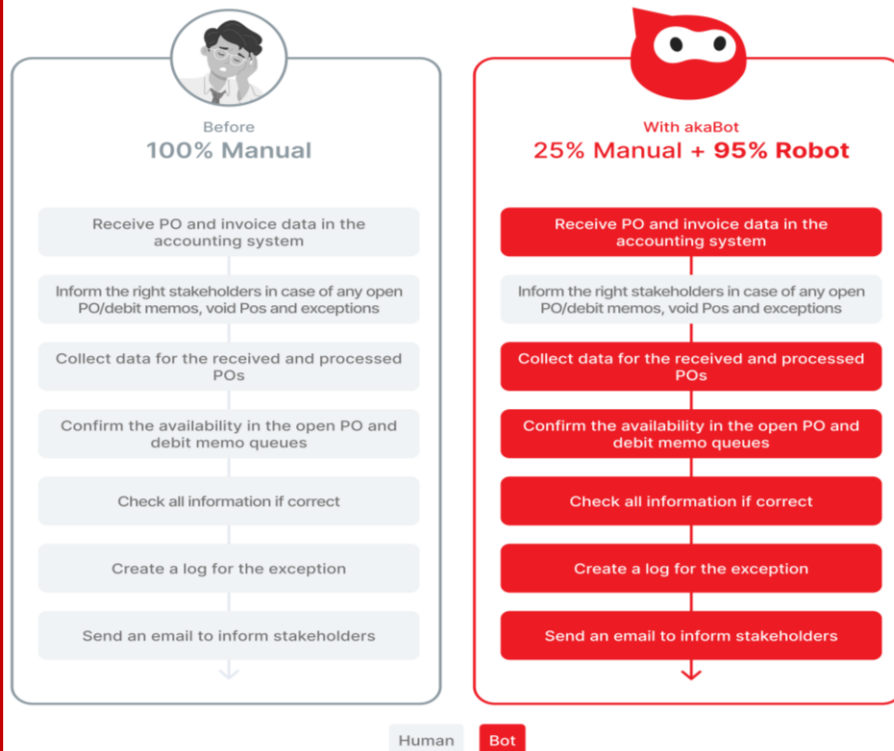 Before
100% Manual
Receive PO and invoice data in the
accounting system
Inform the right stakeholders in case of any open
PO/debit memos, void Pos and exceptions
Collect data for the received and processed
POs
Confirm the availability in the open PO and
debit memo queues
Check all information if correct
Create a log for the exception
Send an email to inform stakeholders
With akaBot
25% Manual + 95% Robot
Receive PO and invoice data in the
accounting system
Inform the right stakeholders in case of any open
PO/debit memos, void Pos and exceptions
Collect data for the received and processed
POs
Confirm the availability in the open PO and
debit memo queues
Check all information if correct
Create a log for the exception
Send an email to inform stakeholders
Human
Bot